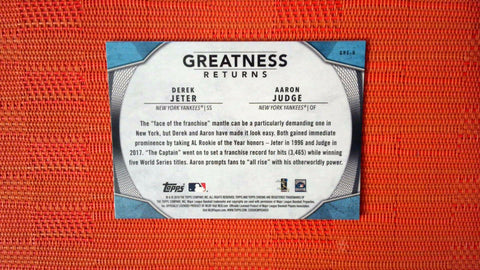 GREATNESS
RETURNS
DEREK
JETER
NEW YORK YANKEES® | SS
AARON
JUDGE
NEW YORK YANKEES® | OF
The "face of the franchise" mantle can be a particularly demanding one in
New York, but Derek and Aaron have made it look easy. Both gained immediate
prominence by taking AL Rookie of the Year honors – Jeter in 1996 and Judge in
2017. "The Captain" went on to set a franchise record for hits (3,465) while winning
five World Series titles. Aaron prompts fans to "all rise" with his otherworldly power.
Topps